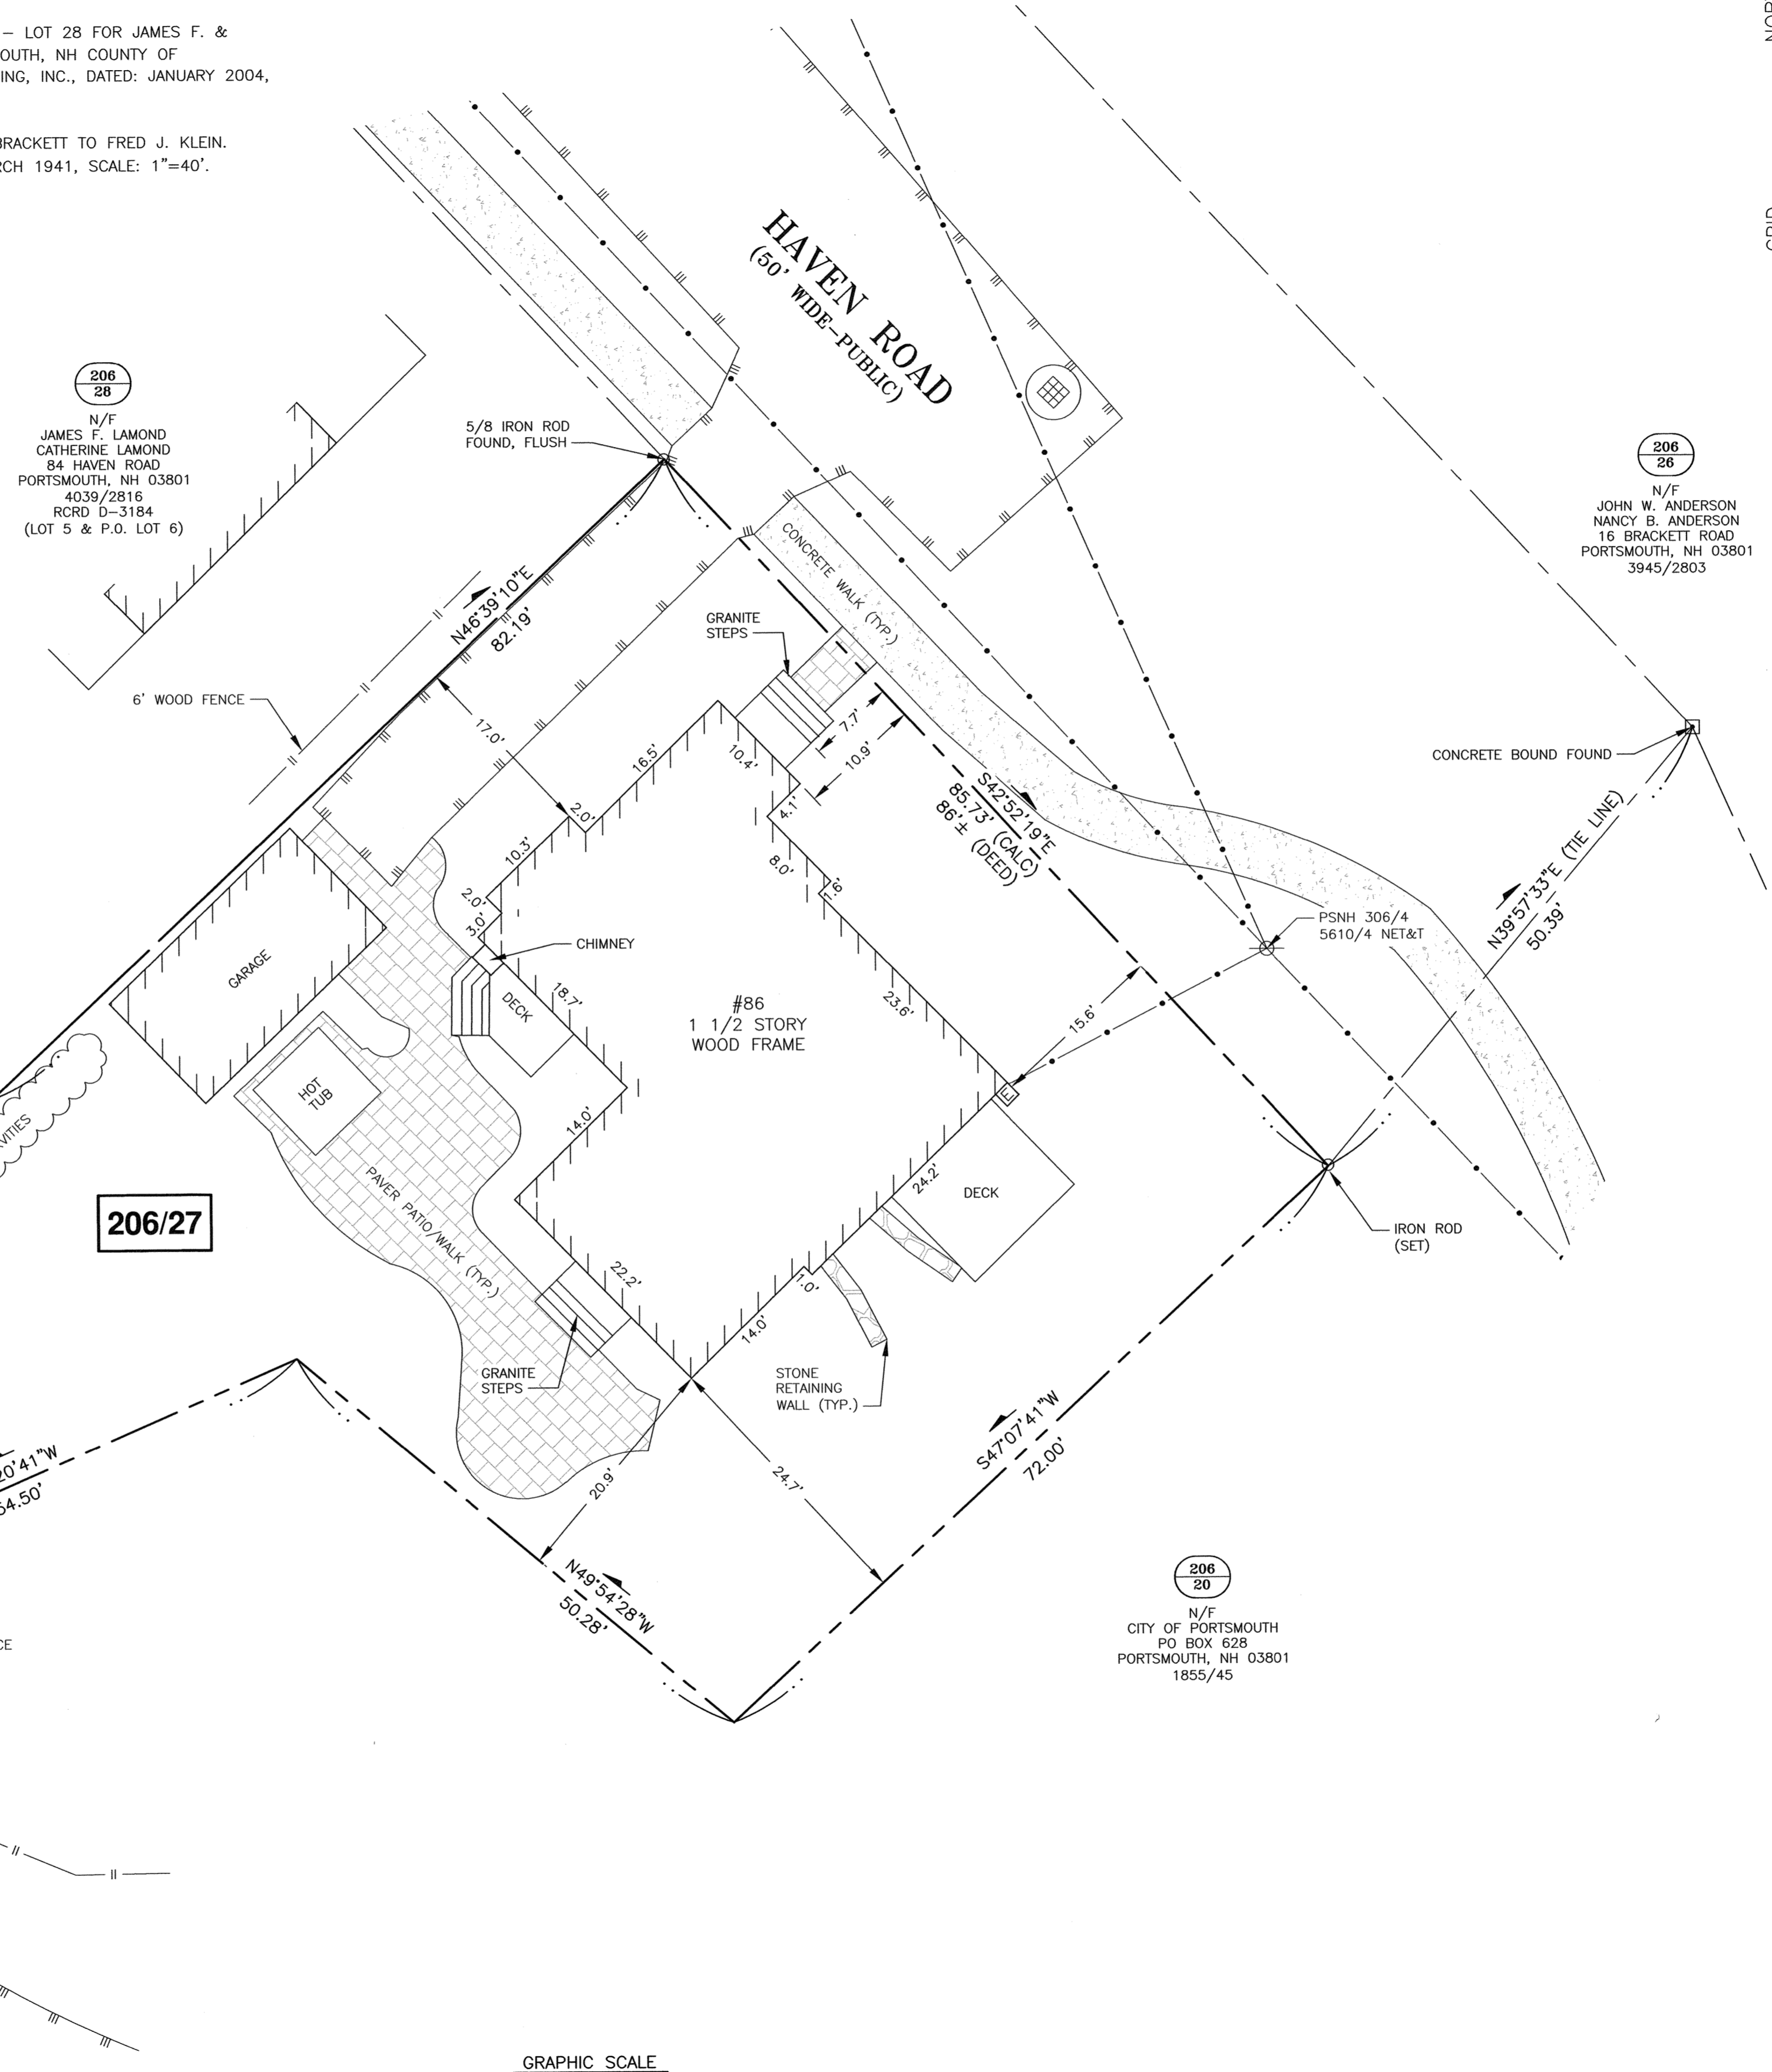 – LOT 28 FOR JAMES F. &
OUTH, NH COUNTY OF
ING, INC., DATED: JANUARY 2004,
BRACKETT TO FRED J. KLEIN.
RCH 1941, SCALE: 1"=40'.
HAVEN ROAD
(50' WIDE–PUBLIC)
206
28
N/F
JAMES F. LAMOND
CATHERINE LAMOND
84 HAVEN ROAD
PORTSMOUTH, NH 03801
4039/2816
RCRD D–3184
(LOT 5 & P.O. LOT 6)
5/8 IRON ROD
FOUND, FLUSH
206
26
N/F
JOHN W. ANDERSON
NANCY B. ANDERSON
16 BRACKETT ROAD
PORTSMOUTH, NH 03801
3945/2803
CONCRETE WALK (TYP.)
N46°39'10"E
82.19'
GRANITE
STEPS
6' WOOD FENCE
17.0'
16.5'
10.4'
7.7'
10.9'
CONCRETE BOUND FOUND
S42°52'19"E
85.73' (CALC)
86'± (DEED)
2.0'
4.1'
10.3'
8.0'
1.6'
2.0'
3.0'
N39°57'33"E (TIE LINE)
50.39'
PSNH 306/4
5610/4 NET&T
CHIMNEY
GARAGE
DECK
18.7'
#86
1 1/2 STORY
WOOD FRAME
23.6'
15.6'
HOT
TUB
E
14.0'
VITIES
24.2'
DECK
206/27
PAVER PATIO/WALK (TYP.)
IRON ROD
(SET)
22.2'
1.0'
14.0'
GRANITE
STEPS
STONE
RETAINING
WALL (TYP.)
S47°07'41"W
72.00'
20'41"W
54.50'
20.9'
24.7'
N49°54'28"W
50.28'
206
20
N/F
CITY OF PORTSMOUTH
PO BOX 628
PORTSMOUTH, NH 03801
1855/45
CE
GRAPHIC SCALE